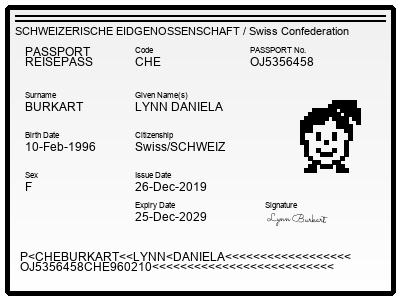 SCHWEIZERISCHE EIDGENOSSENSCHAFT / Swiss Confederation
PASSPORT
REISEPASS
Code
CHE
PASSPORT No.
OJ5356458
Surname
BURKART
Given Name(s)
LYNN DANIELA
Birth Date
10-Feb-1996
Citizenship
Swiss/SCHWEIZ
Sex
F
Issue Date
26-Dec-2019
Expiry Date
25-Dec-2029
Signature
Lynn Burkart
P<CHEBURKART<<LYNN<DANIELA<<<<<<<<<<<<<<<<<<
OJ5356458CHE960210<<<<<<<<<<<<<<<<<<<<<<<<<<